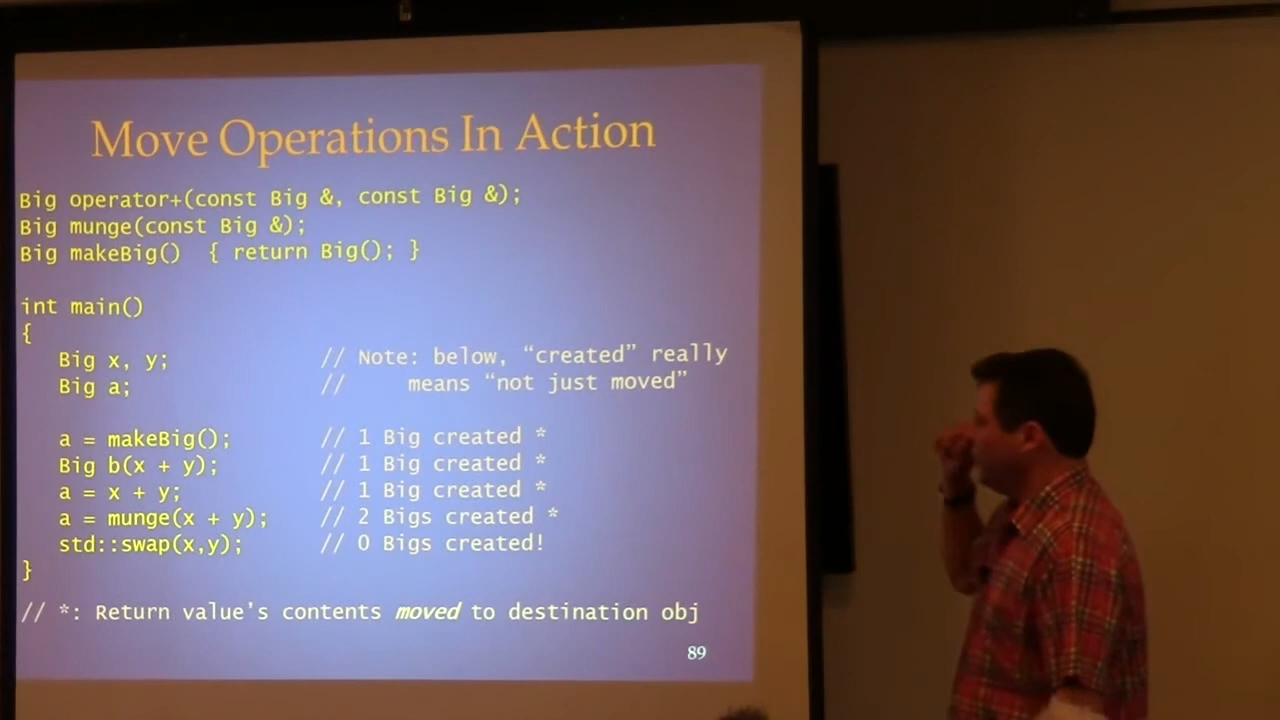 Move Operations In Action
Big operator+(const Big &, const Big &);
Big munge(const Big &);
Big makeBig() { return Big(); }
int main()
{
Big x, y; // Note: below, “created” really
Big a; // means “not just moved”
a = makeBig(); // 1 Big created *
Big b(x + y); // 1 Big created *
a = x + y; // 1 Big created *
a = munge(x + y); // 2 Bigs created *
std::swap(x,y); // 0 Bigs created!
}
// *: Return value’s contents moved to destination obj
89